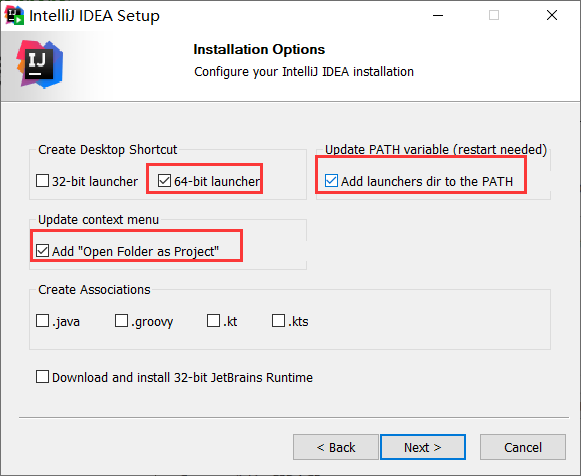 IntelliJ IDEA Setup
IJ
Installation Options
Configure your IntelliJ IDEA installation
Create Desktop Shortcut
32-bit launcher
64-bit launcher
Update PATH variable (restart needed)
Add launchers dir to the PATH
Update context menu
Add "Open Folder as Project"
Create Associations
.java
.groovy
.kt
.kts
Download and install 32-bit JetBrains Runtime
< Back
Next >
Cancel